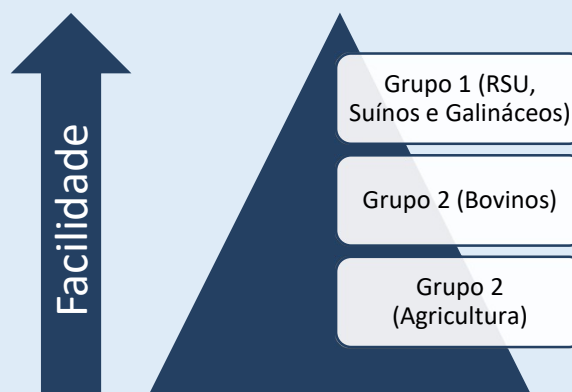 Facilidade
Grupo 1 (RSU,
Suínos e Galináceos)
Grupo 2 (Bovinos)
Grupo 2
(Agricultura)